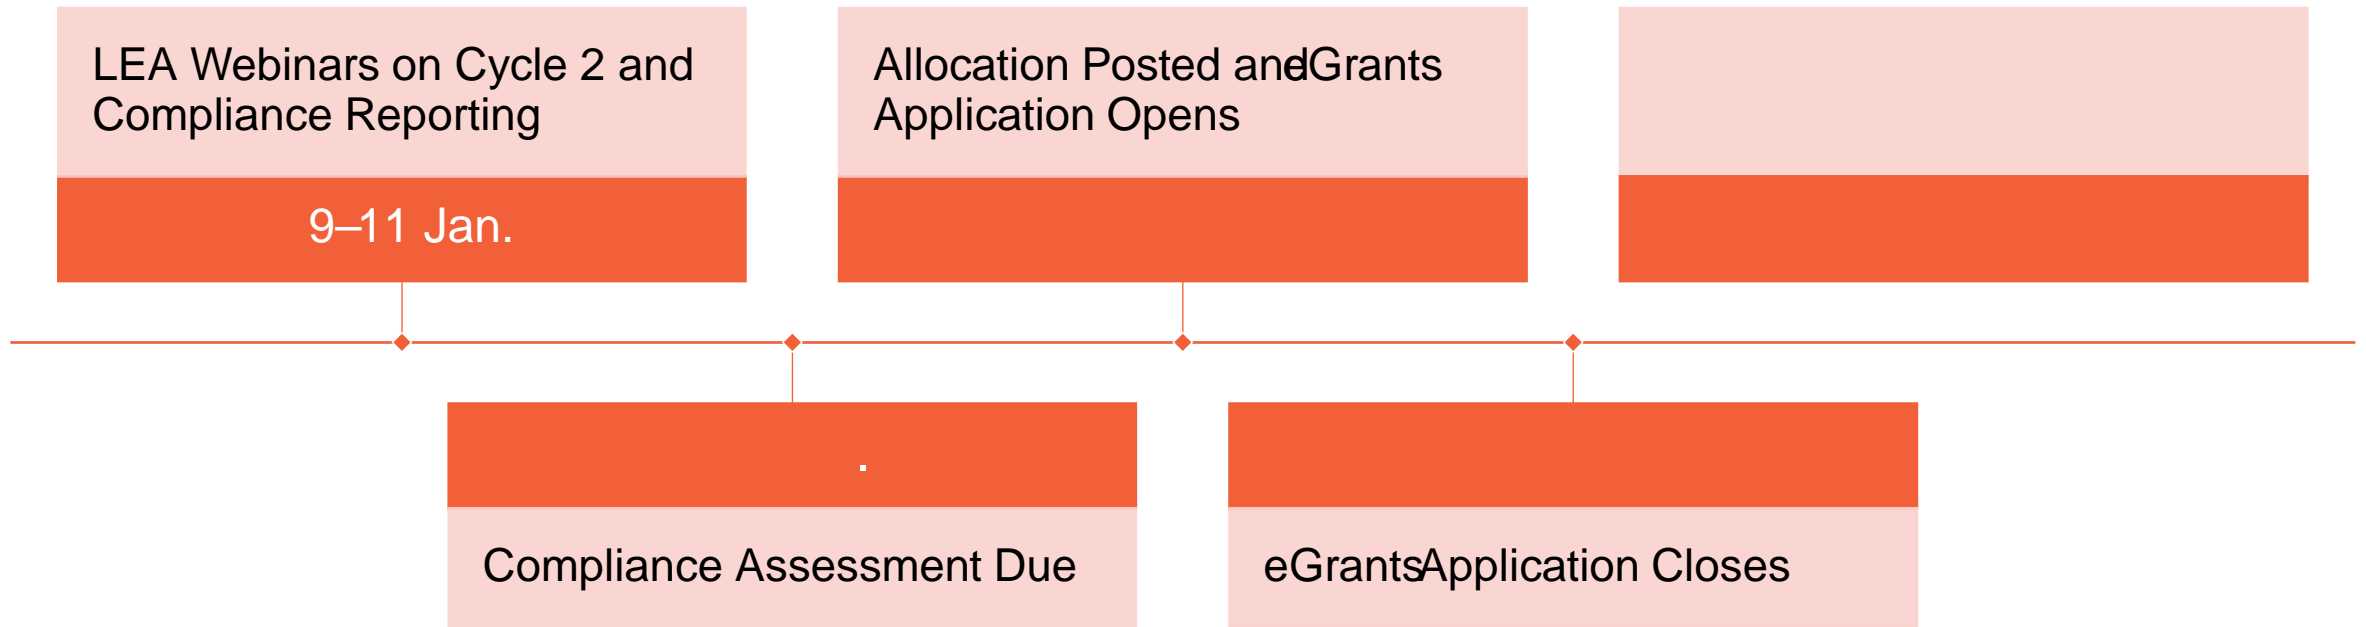 LEA Webinars on Cycle 2 and
Compliance Reporting
9–11 Jan.
.
Compliance Assessment Due
Allocation Posted and eGrants
Application Opens
eGrants Application Closes